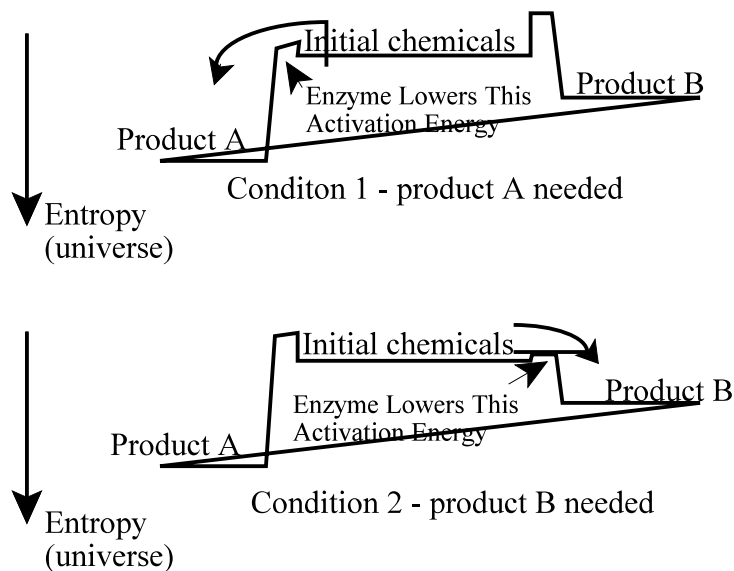 Initial chemicals
Product B
Enzyme Lowers This
Activation Energy
Product A
Conditon 1 - product A needed
Entropy
(universe)
Initial chemicals
Product B
Enzyme Lowers This
Activation Energy
Product A
Condition 2 - product B needed
Entropy
(universe)